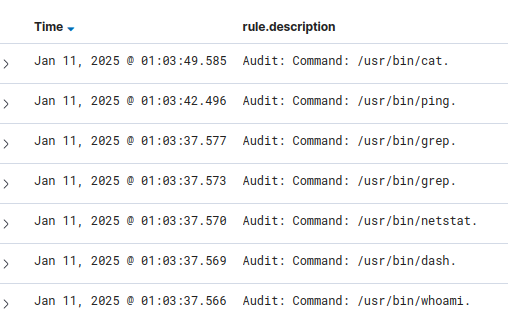 Time rule.description
Jan 11, 2025 @ 01:03:49.585 Audit: Command: /usr/bin/cat.
Jan 11, 2025 @ 01:03:42.496 Audit: Command: /usr/bin/ping.
Jan 11, 2025 @ 01:03:37.577 Audit: Command: /usr/bin/grep.
Jan 11, 2025 @ 01:03:37.573 Audit: Command: /usr/bin/grep.
Jan 11, 2025 @ 01:03:37.570 Audit: Command: /usr/bin/netstat.
Jan 11, 2025 @ 01:03:37.569 Audit: Command: /usr/bin/dash.
Jan 11, 2025 @ 01:03:37.566 Audit: Command: /usr/bin/whoami.